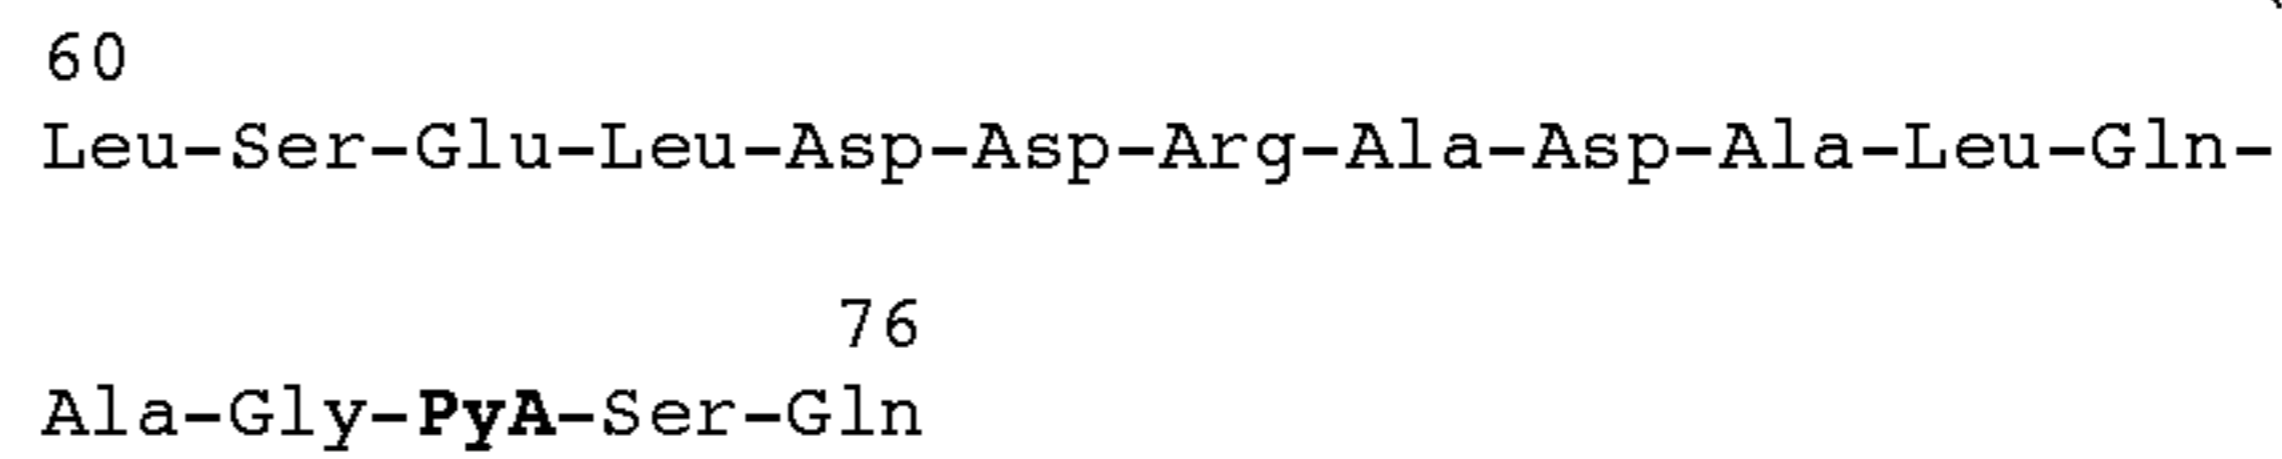 60
Leu-Ser-Glu-Leu-Asp-Asp-Arg-Ala-Asp-Ala-Leu-Gln-
76
Ala-Gly-PyA-Ser-Gln